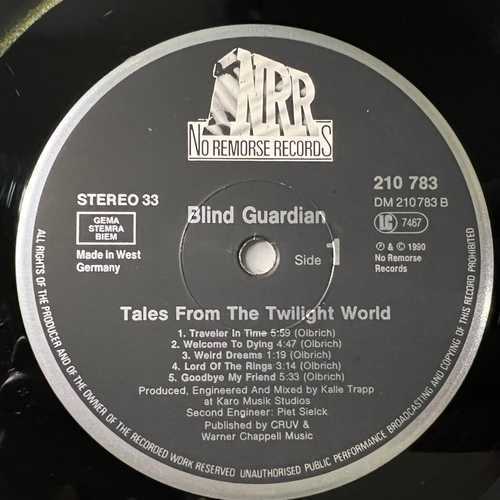 NRR
NO REMORSE RECORDS
STEREO 33
GEMA
STEMRA
BIEM
Made in West
Germany
Blind Guardian
Side 1
210 783
DM 210 783 B
LC 7467
℗ & © 1990
No Remorse
Records
Tales From The Twilight World
1. Traveler In Time 5:59 (Olbrich)
2. Welcome To Dying 4:47 (Olbrich)
3. Weird Dreams 1:19 (Olbrich)
4. Lord Of The Rings 3:14 (Olbrich)
5. Goodbye My Friend 5:33 (Olbrich)
Produced, Engineered And Mixed by Kalle Trapp
at Karo Musik Studios
Second Engineer: Piet Sielck
Published by CRUV &
Warner Chappell Music
ALL RIGHTS OF THE PRODUCER AND OF THE OWNER OF THE RECORDED WORK RESERVED UNAUTHORISED PUBLIC PERFORMANCE BROADCASTING AND COPYING OF THIS RECORD PROHIBITED